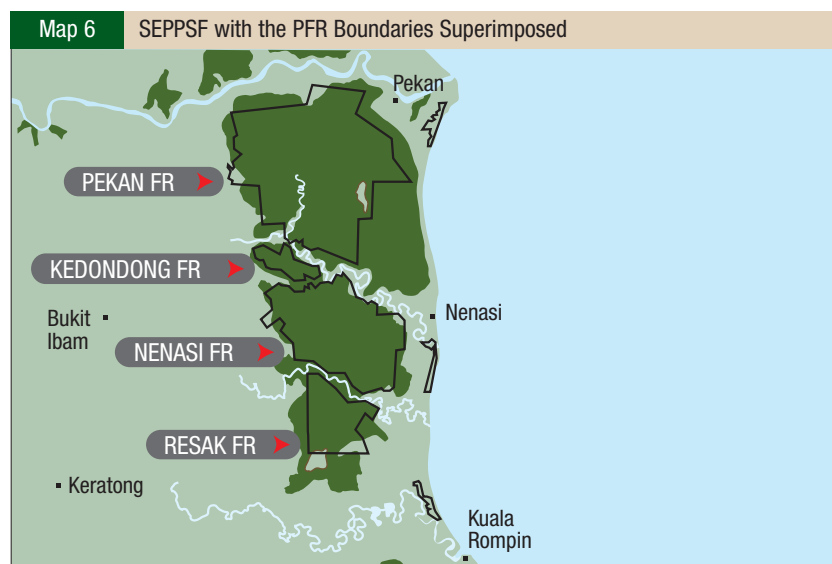 Map 6
SEPPSF with the PFR Boundaries Superimposed
Pekan
PEKAN FR
KEDONDONG FR
Bukit
Ibam
Nenasi
NENASI FR
RESAK FR
Keratong
Kuala
Rompin